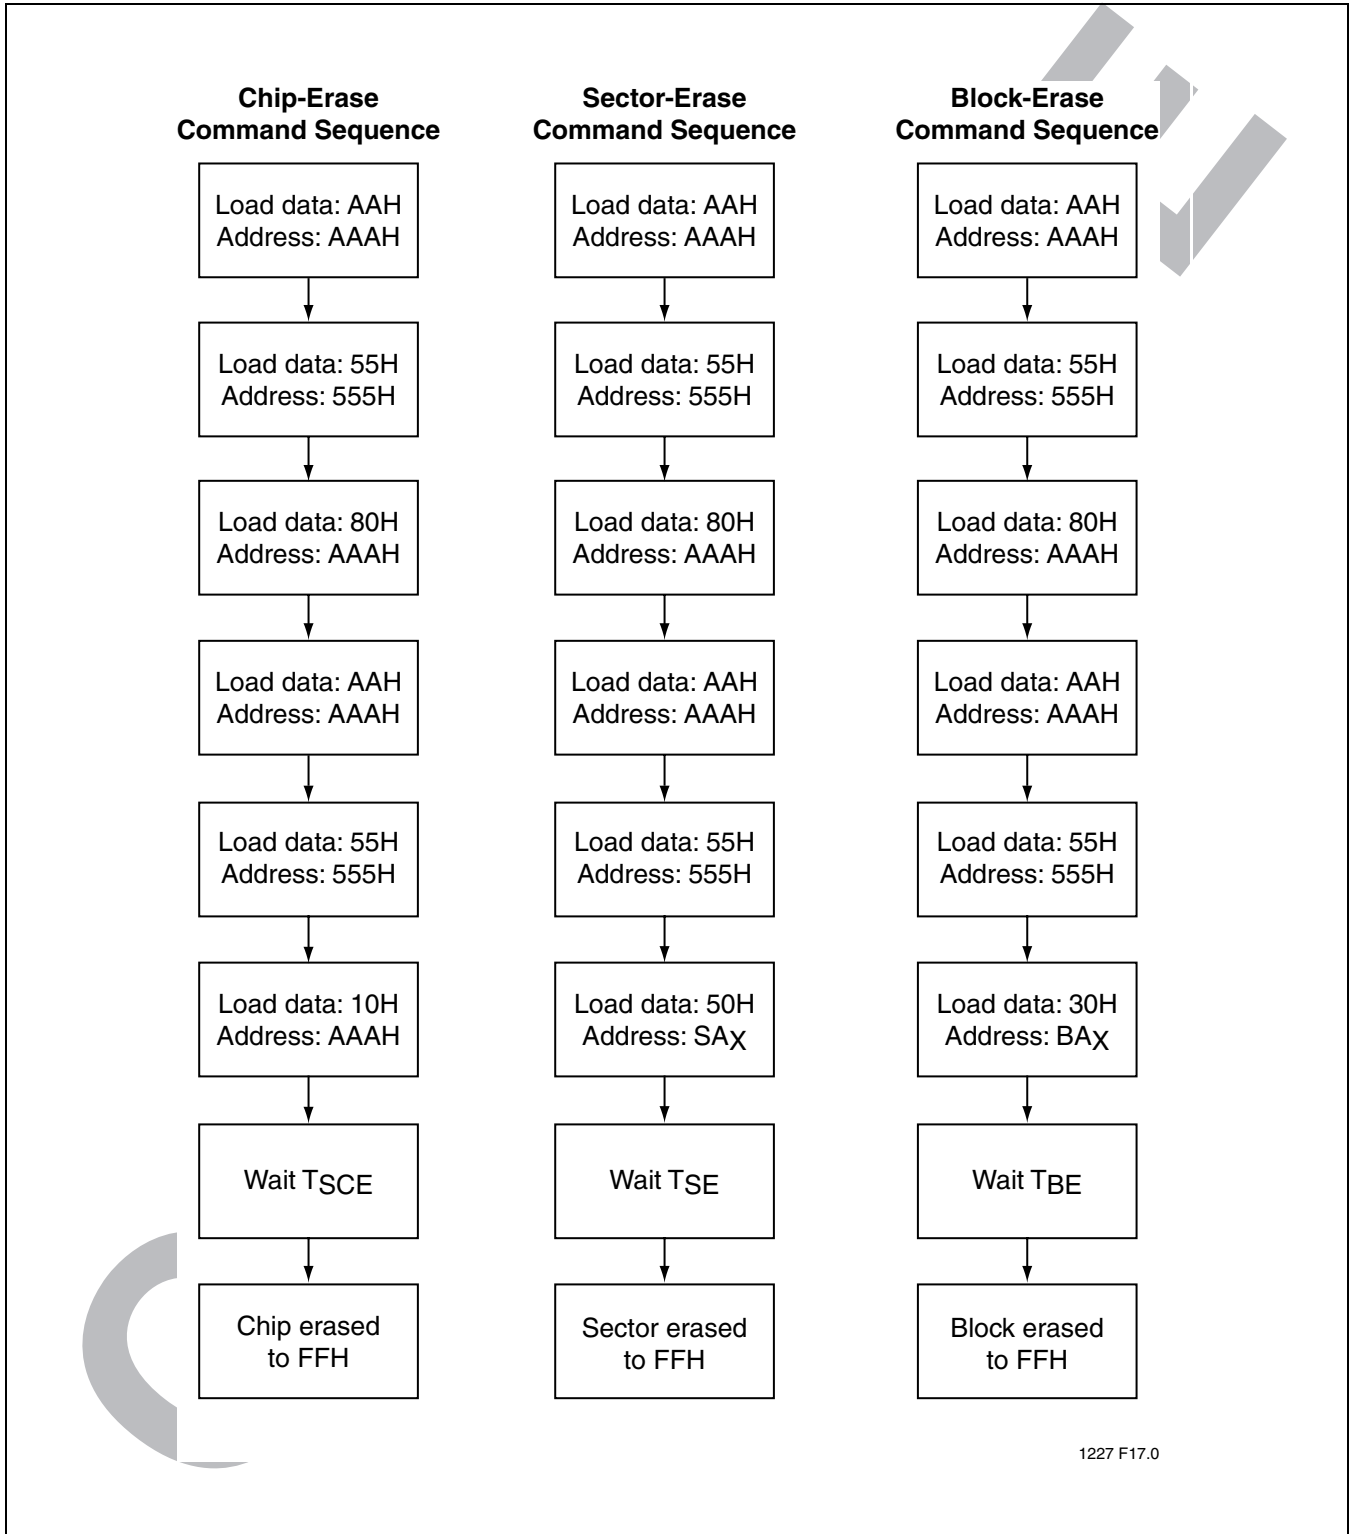 Chip-Erase
Command Sequence
Load data: AAH
Address: AAAH
Load data: 55H
Address: 555H
Load data: 80H
Address: AAAH
Load data: AAH
Address: AAAH
Load data: 55H
Address: 555H
Load data: 10H
Address: AAAH
Wait TSCE
Chip erased
to FFH
Sector-Erase
Command Sequence
Load data: AAH
Address: AAAH
Load data: 55H
Address: 555H
Load data: 80H
Address: AAAH
Load data: AAH
Address: AAAH
Load data: 55H
Address: 555H
Load data: 50H
Address: SAX
Wait TSE
Sector erased
to FFH
Block-Erase
Command Sequence
Load data: AAH
Address: AAAH
Load data: 55H
Address: 555H
Load data: 80H
Address: AAAH
Load data: AAH
Address: AAAH
Load data: 55H
Address: 555H
Load data: 30H
Address: BAX
Wait TBE
Block erased
to FFH
1227 F17.0